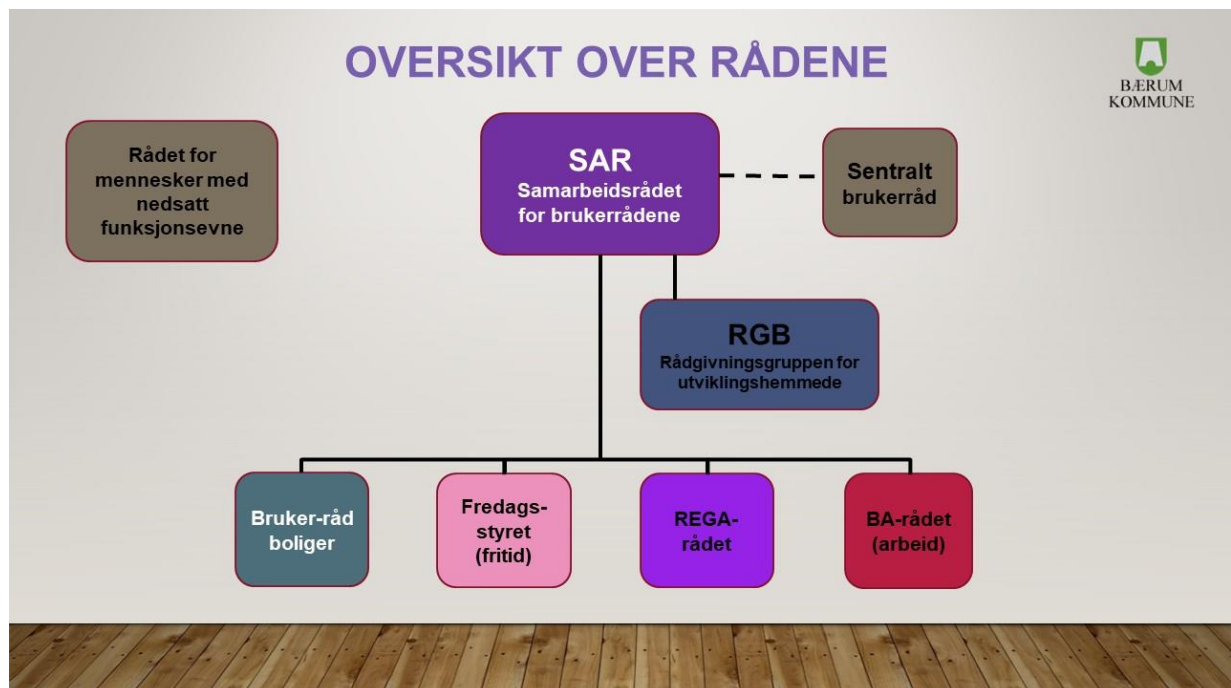 OVERSIKT OVER RÅDENE
BÆRUM
KOMMUNE
Rådet for
mennesker med
nedsatt
funksjonsevne
SAR
Samarbeidsrådet
for brukerrådene
Sentralt
brukerråd
RGB
Rådgivningsgruppen for
utviklingshemmede
Bruker-råd
boliger
Fredags-
styret
(fritid)
REGA-
rådet
BA-rådet
(arbeid)